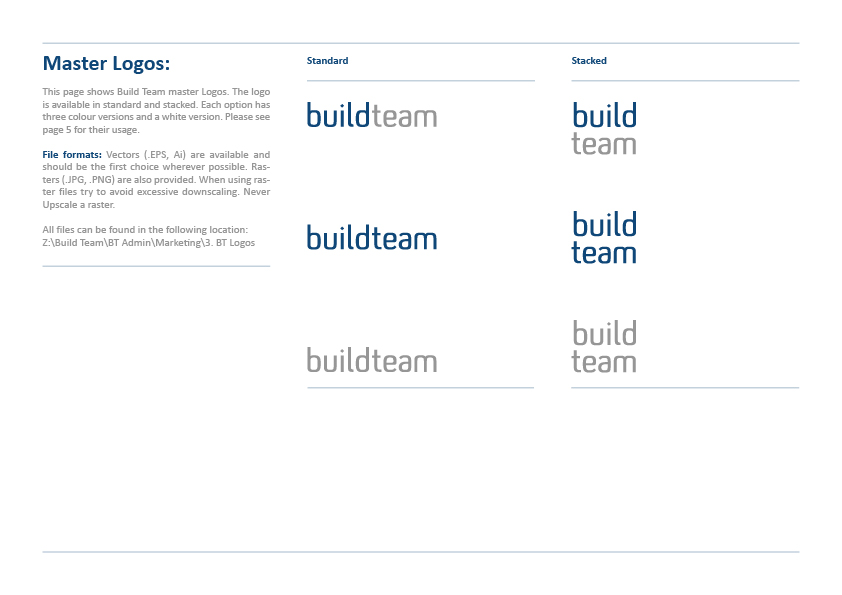 Master Logos:
This page shows Build Team master Logos. The logo
is available in standard and stacked. Each option has
three colour versions and a white version. Please see
page 5 for their usage.
File formats: Vectors (.EPS, Ai) are available and
should be the first choice wherever possible. Ras-
ters (.JPG, .PNG) are also provided. When using ras-
ter files try to avoid excessive downscaling. Never
Upscale a raster.
All files can be found in the following location:
Z:\Build Team\BT Admin\Marketing\3. BT Logos
Standard
buildteam
buildteam
buildteam
Stacked
build
team
build
team
build
team